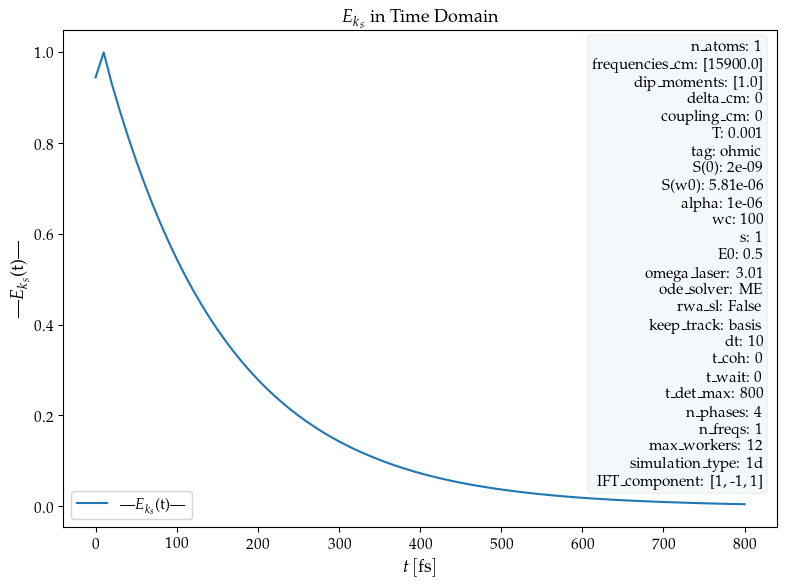 E_{k_s} in Time Domain
n_atoms: 1
frequencies_cm: [15900.0]
dip_moments: [1.0]
delta_cm: 0
coupling_cm: 0
T: 0.001
tag: ohmic
S(0): 2e-09
S(w0): 5.81e-06
alpha: 1e-06
wc: 100
s: 1
E0: 0.5
omega_laser: 3.01
ode_solver: ME
rwa_sl: False
keep_track: basis
dt: 10
t_coh: 0
t_wait: 0
t_det_max: 800
n_phases: 4
n_freqs: 1
max_workers: 12
simulation_type: 1d
IFT_component: [1, -1, 1]
1.0
0.8
0.6
0.4
0.2
0.0
—E_{k_s}(t)—
—E_{k_s}(t)—
0 100 200 300 400 500 600 700 800
t [fs]